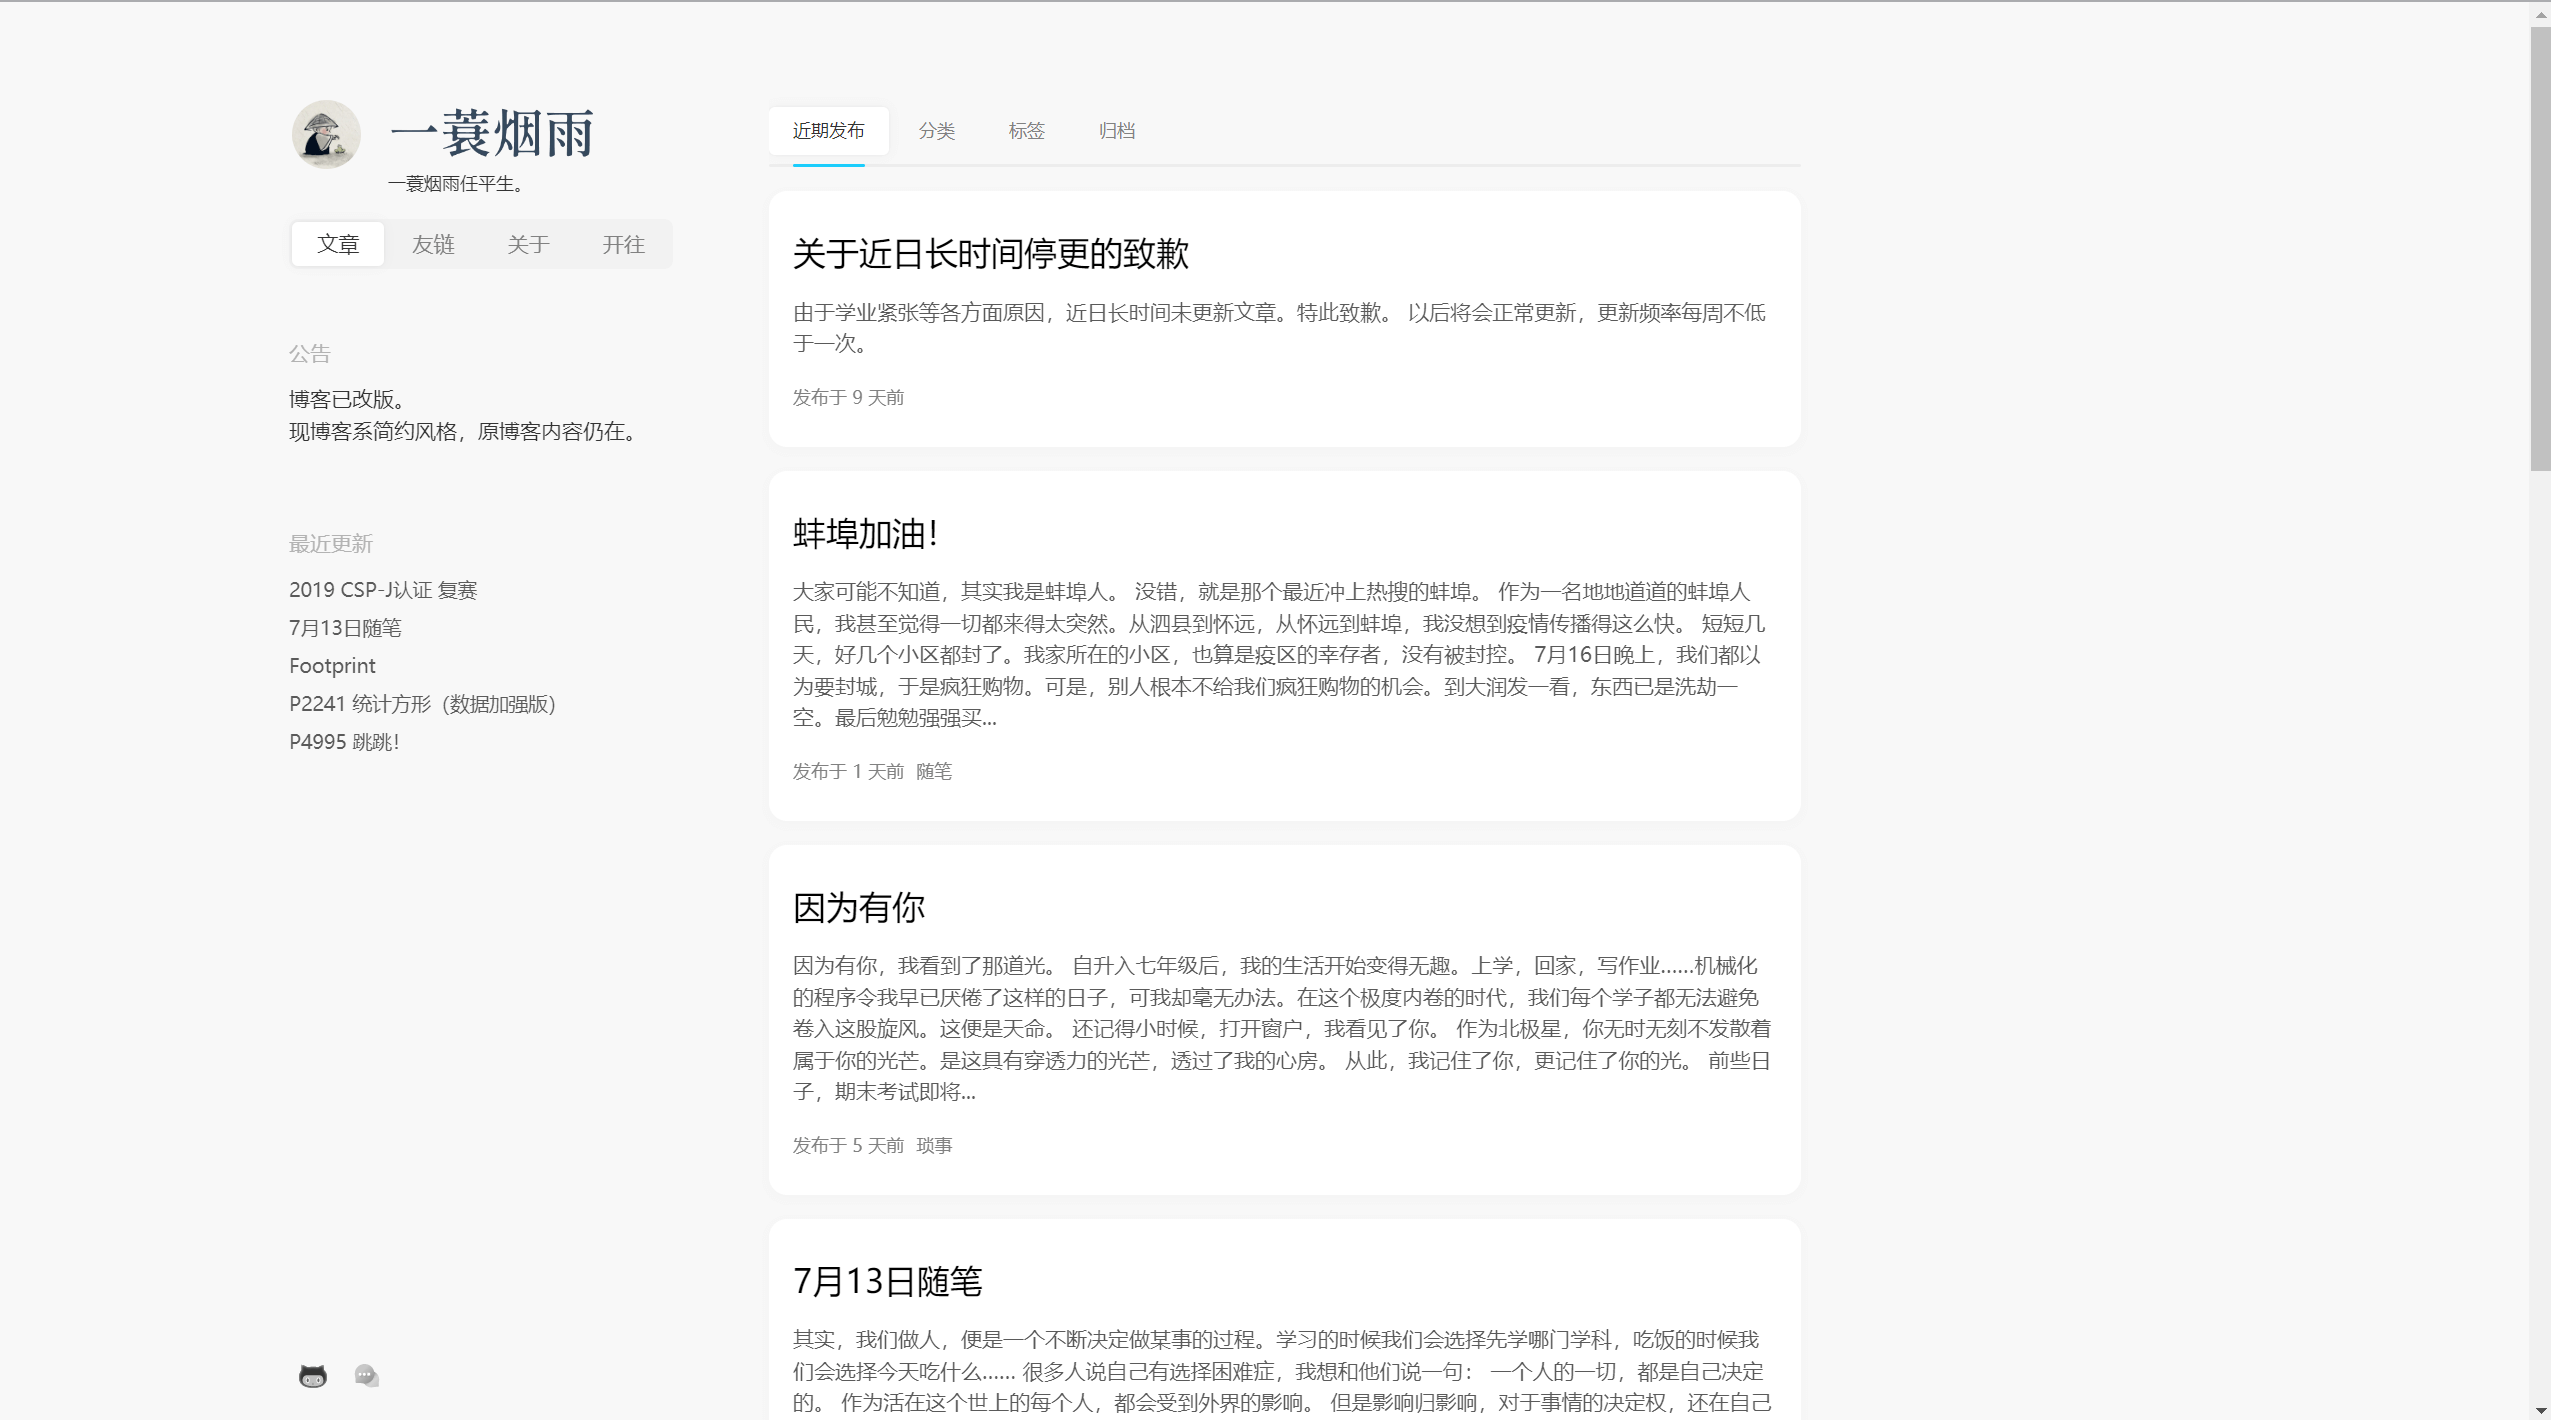 一蓑烟雨
一蓑烟雨任平生。
文章 友链 关于 开往
公告
博客已改版。
现博客系简约风格，原博客内容仍在。
最近更新
2019 CSP-J认证 复赛
7月13日随笔
Footprint
P2241 统计方形（数据加强版）
P4995 跳跳！
近期发布 分类 标签 归档
关于近日长时间停更的致歉
由于学业紧张等各方面原因，近日长时间未更新文章。特此致歉。 以后将会正常更新，更新频率每周不低
于一次。
发布于 9 天前
蚌埠加油！
大家可能不知道，其实我是蚌埠人。 没错，就是那个最近冲上热搜的蚌埠。 作为一名地地道道的蚌埠人
民，我甚至觉得一切都来得太突然。从泗县到怀远，从怀远到蚌埠，我没想到疫情传播得这么快。 短短几
天，好几个小区都封了。我家所在的小区，也算是疫区的幸存者，没有被封控。 7月16日晚上，我们都以
为要封城，于是疯狂购物。可是，别人根本不给我们疯狂购物的机会。到大润发一看，东西已是洗劫一
空。最后勉勉强强买...
发布于 1 天前 随笔
因为有你
因为有你，我看到了那道光。 自升入七年级后，我的生活开始变得无趣。上学，回家，写作业……机械化
的程序令我早已厌倦了这样的日子，可我却毫无办法。在这个极度内卷的时代，我们每个学子都无法避免
卷入这股旋风。这便是天命。 还记得小时候，打开窗户，我看见了你。 作为北极星，你无时无刻不发散着
属于你的光芒。是这具有穿透力的光芒，透过了我的心房。 从此，我记住了你，更记住了你的光。 前些日
子，期末考试即将...
发布于 5 天前 琐事
7月13日随笔
其实，我们做人，便是一个不断决定做某事的过程。学习的时候我们会选择先学哪门学科，吃饭的时候我
们会选择今天吃什么…… 很多人说自己有选择困难症，我想和他们说一句： 一个人的一切，都是自己决定
的。 作为活在这个世上的每个人，都会受到外界的影响。 但是影响归影响，对于事情的决定权，还在自己